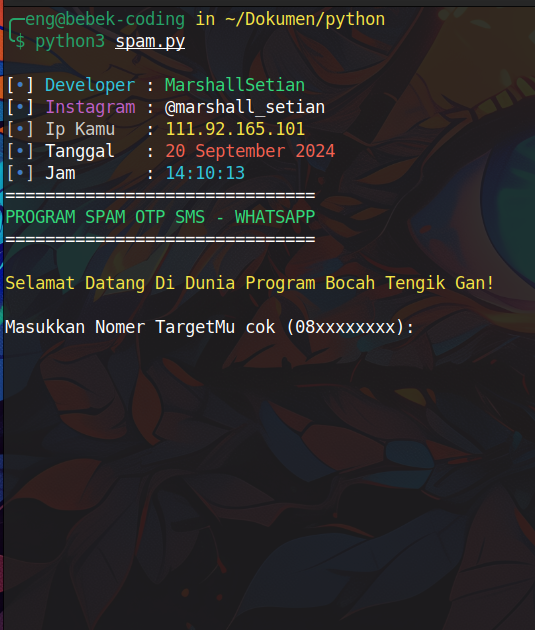 eng@bebek-coding in ~/Dokumen/python
$ python3 spam.py
[•] Developer : MarshallSetian
[•] Instagram : @marshall_setian
[•] Ip Kamu : 111.92.165.101
[•] Tanggal : 20 September 2024
[•] Jam : 14:10:13
===============================
PROGRAM SPAM OTP SMS - WHATSAPP
===============================
Selamat Datang Di Dunia Program Bocah Tengik Gan!
Masukkan Nomer TargetMu cok (08xxxxxxxx):